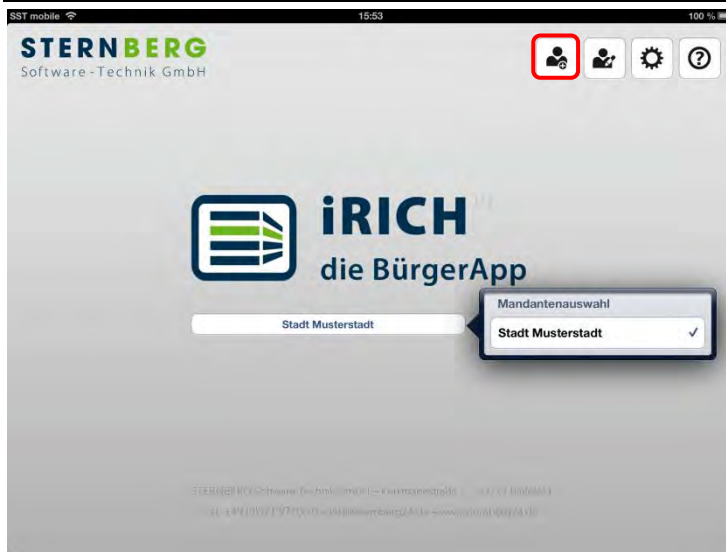 SST mobile 15:53 100 %
STERNBERG
Software-Technik GmbH
iRICH
die BürgerApp
Mandantenauswahl
Stadt Musterstadt
Stadt Musterstadt